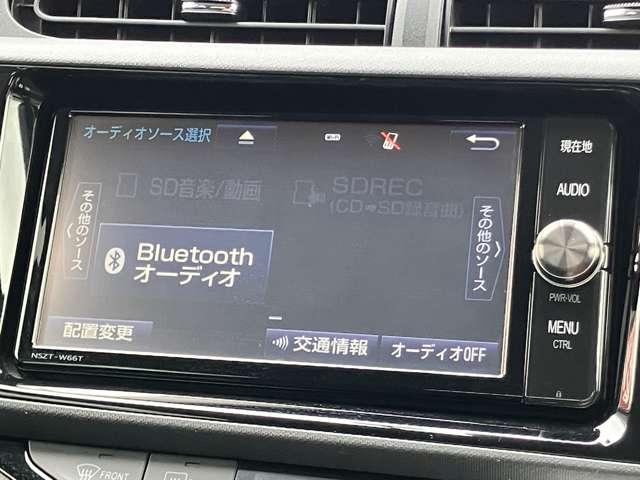 オーディオソース選択
現在地
SD音楽/動画
SDREC
(CD⇒SD録音曲)
AUDIO
その他のソース
その他のソース
Bluetooth
オーディオ
PWR-VOL
MENU
CTRL
配置変更
交通情報
オーディオOFF
NSZT-W66T
FRONT